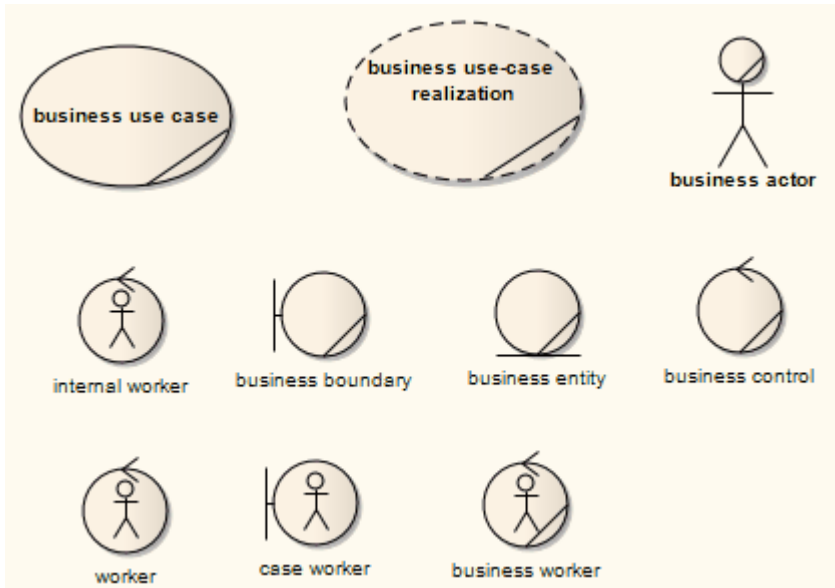 business use case
business use-case
realization
business actor
internal worker
business boundary
business entity
business control
worker
case worker
business worker